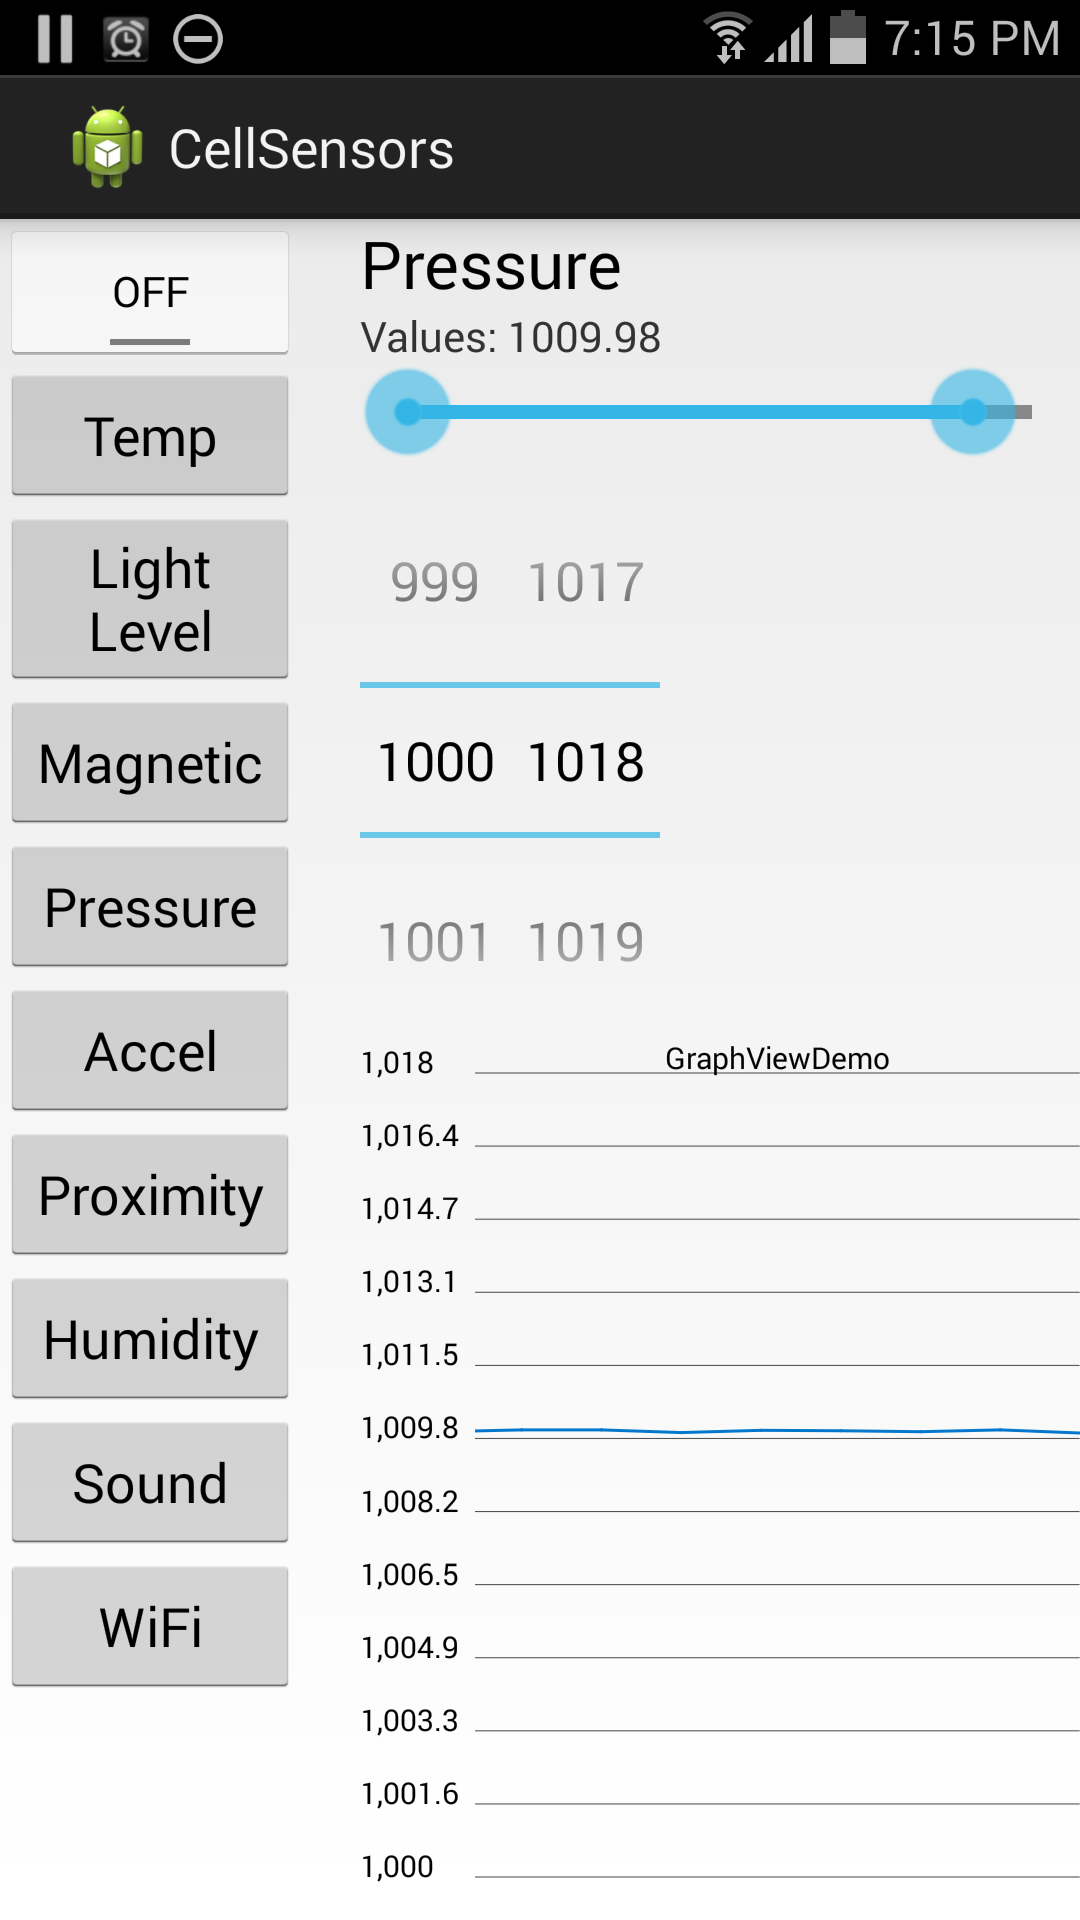 7:15 PM
CellSensors
OFF
Temp
Light
Level
Magnetic
Pressure
Accel
Proximity
Humidity
Sound
WiFi
Pressure
Values: 1009.98
999 1017
1000 1018
1001 1019
GraphViewDemo
1,018
1,016.4
1,014.7
1,013.1
1,011.5
1,009.8
1,008.2
1,006.5
1,004.9
1,003.3
1,001.6
1,000